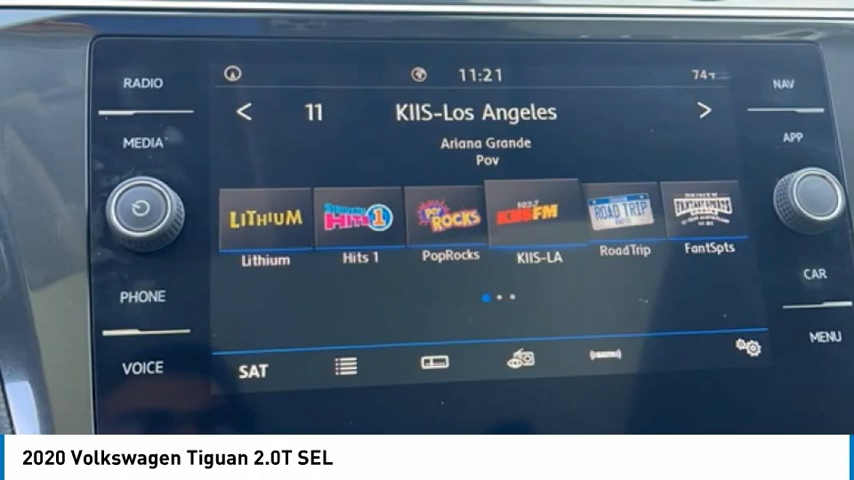 RADIO
MEDIA
PHONE
VOICE
11:21
74°F
11
KIIS-Los Angeles
Ariana Grande
Pov
LITHIUM
HITS 1
POP ROCKS
KIIS FM
ROAD TRIP
Lithium
Hits 1
PopRocks
KIIS-LA
RoadTrip
FantSpts
SAT
NAV
APP
CAR
MENU
2020 Volkswagen Tiguan 2.0T SEL